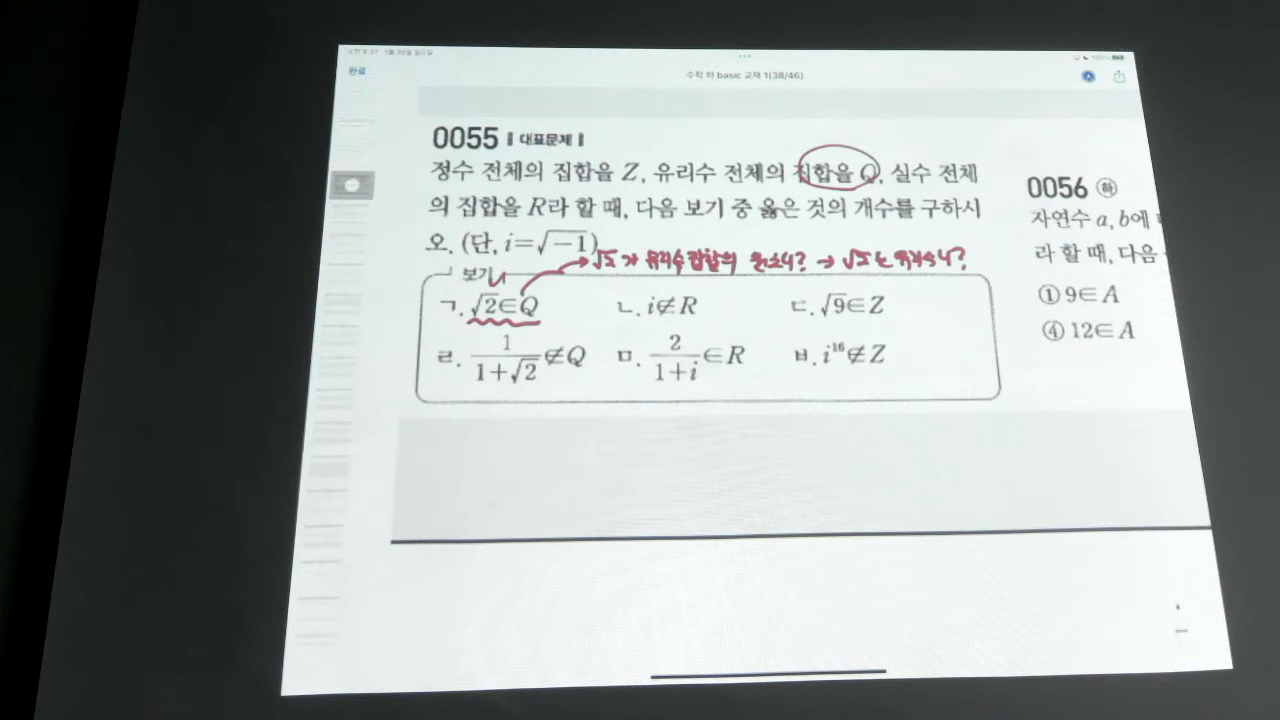 완료
수학 하 basic 교재 1(38/46)
0055 대표문제
정수 전체의 집합을 Z, 유리수 전체의 집합을 Q, 실수 전체
의 집합을 R라 할 때, 다음 보기 중 옳은 것의 개수를 구하시
오. (단, i=√-1)
√2가 유리수집합의 원소니? → √2는 유리수니?
보기
ㄱ. √2∈Q ㄴ. i∉R ㄷ. √9∈Z
ㄹ. 1/(1+√2)∉Q ㅁ. 2/(1+i)∈R ㅂ. i¹⁶∉Z
0056 하
자연수 a, b에
라 할 때, 다음
① 9∈A
④ 12∈A